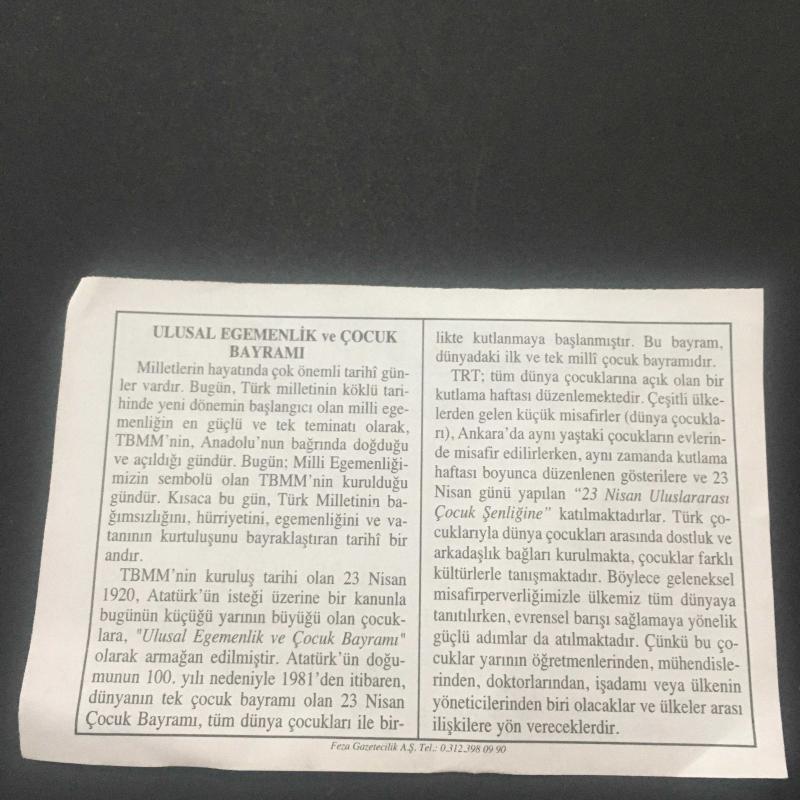 ULUSAL EGEMENLİK ve ÇOCUK
BAYRAMI
Milletlerin hayatında çok önemli tarihî gün-
ler vardır. Bugün, Türk milletinin köklü tari-
hinde yeni dönemin başlangıcı olan milli ege-
menliğin en güçlü ve tek teminatı olarak,
TBMM'nin, Anadolu'nun bağrında doğduğu
ve açıldığı gündür. Bugün; Milli Egemenliği-
mizin sembolü olan TBMM'nin kurulduğu
gündür. Kısaca bu gün, Türk Milletinin ba-
ğımsızlığını, hürriyetini, egemenliğini ve va-
tanının kurtuluşunu bayraklaştıran tarihî bir
andır.
TBMM'nin kuruluş tarihi olan 23 Nisan
1920, Atatürk'ün isteği üzerine bir kanunla
bugünün küçüğü yarının büyüğü olan çocuk-
lara, "Ulusal Egemenlik ve Çocuk Bayramı"
olarak armağan edilmiştir. Atatürk'ün doğu-
munun 100. yılı nedeniyle 1981'den itibaren,
dünyanın tek çocuk bayramı olan 23 Nisan
Çocuk Bayramı, tüm dünya çocukları ile bir-
likte kutlanmaya başlanmıştır. Bu bayram,
dünyadaki ilk ve tek millî çocuk bayramıdır.
TRT; tüm dünya çocuklarına açık olan bir
kutlama haftası düzenlemektedir. Çeşitli ülke-
lerden gelen küçük misafirler (dünya çocukla-
rı), Ankara'da aynı yaştaki çocukların evlerin-
de misafir edilirlerken, aynı zamanda kutlama
haftası boyunca düzenlenen gösterilere ve 23
Nisan günü yapılan "23 Nisan Uluslararası
Çocuk Şenliğine" katılmaktadırlar. Türk ço-
cuklarıyla dünya çocukları arasında dostluk ve
arkadaşlık bağları kurulmakta, çocuklar farklı
kültürlerle tanışmaktadır. Böylece geleneksel
misafirperverliğimizle ülkemiz tüm dünyaya
tanıtılırken, evrensel barışı sağlamaya yönelik
güçlü adımlar da atılmaktadır. Çünkü bu ço-
cuklar yarının öğretmenlerinden, mühendisle-
rinden, doktorlarından, işadamı veya ülkenin
yöneticilerinden biri olacaklar ve ülkeler arası
ilişkilere yön vereceklerdir.
Feza Gazetecilik A.Ş. Tel.: 0.312.398 09 90